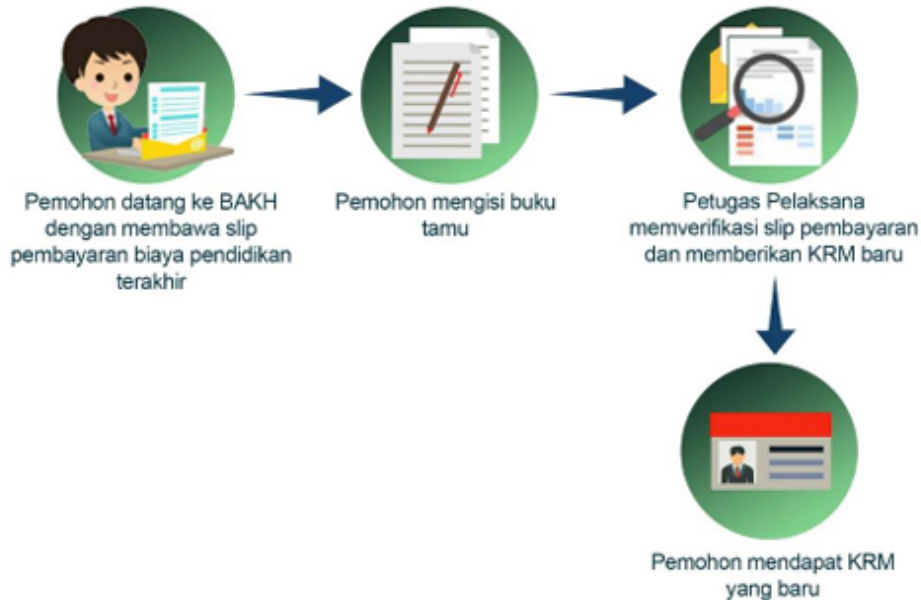 Pemohon datang ke BAKH
dengan membawa slip
pembayaran biaya pendidikan
terakhir
Pemohon mengisi buku
tamu
Petugas Pelaksana
memverifikasi slip pembayaran
dan memberikan KRM baru
Pemohon mendapat KRM
yang baru